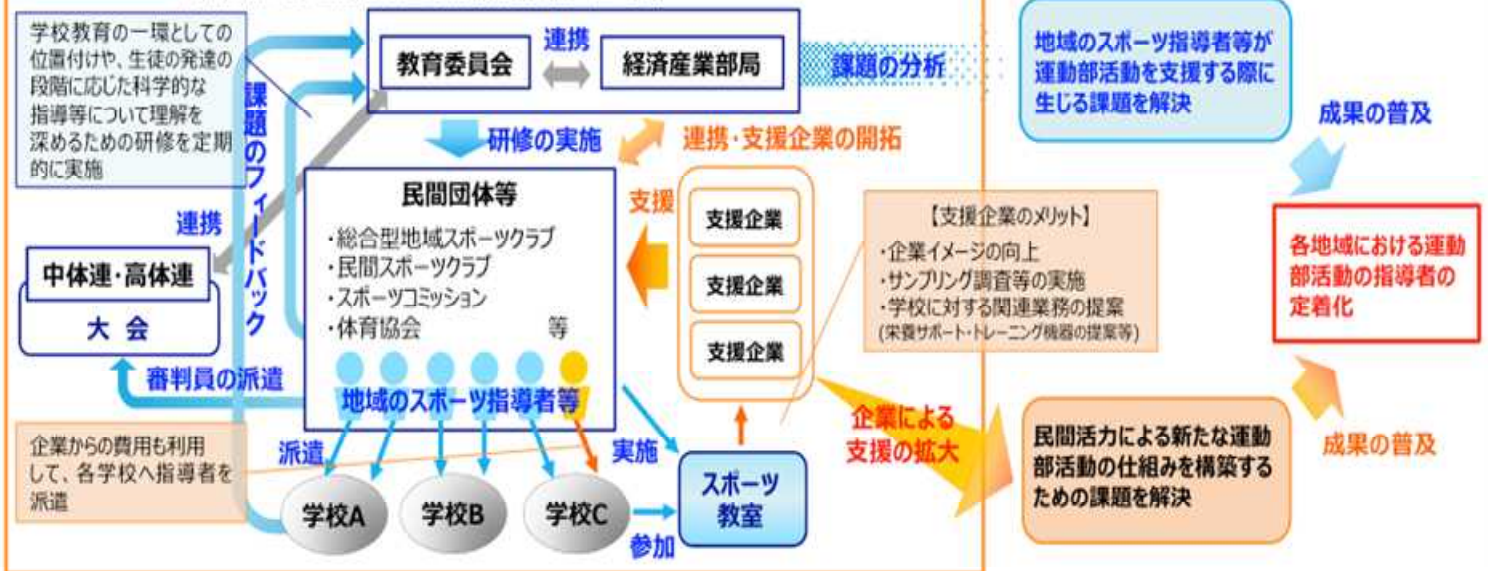 学校教育の一環としての
位置付けや、生徒の発達の
段階に応じた科学的な
指導等について理解を
深めるための研修を定期
的に実施
課題のフィードバック
教育委員会
連携
経済産業部局
課題の分析
地域のスポーツ指導者等が
運動部活動を支援する際に
生じる課題を解決
成果の普及
研修の実施
連携・支援企業の開拓
連携
中体連・高体連
大会
審判員の派遣
民間団体等
・総合型地域スポーツクラブ
・民間スポーツクラブ
・スポーツコミッション
・体育協会 等
地域のスポーツ指導者等
支援
支援企業
支援企業
支援企業
【支援企業のメリット】
・企業イメージの向上
・サンプリング調査等の実施
・学校に対する関連業務の提案
(栄養サポート・トレーニング機器の提案等)
各地域における運動
部活動の指導者の
定着化
企業からの費用も利用
して、各学校へ指導者を
派遣
派遣
実施
学校A
学校B
学校C
参加
スポーツ
教室
企業による
支援の拡大
民間活力による新たな運動
部活動の仕組みを構築する
ための課題を解決
成果の普及